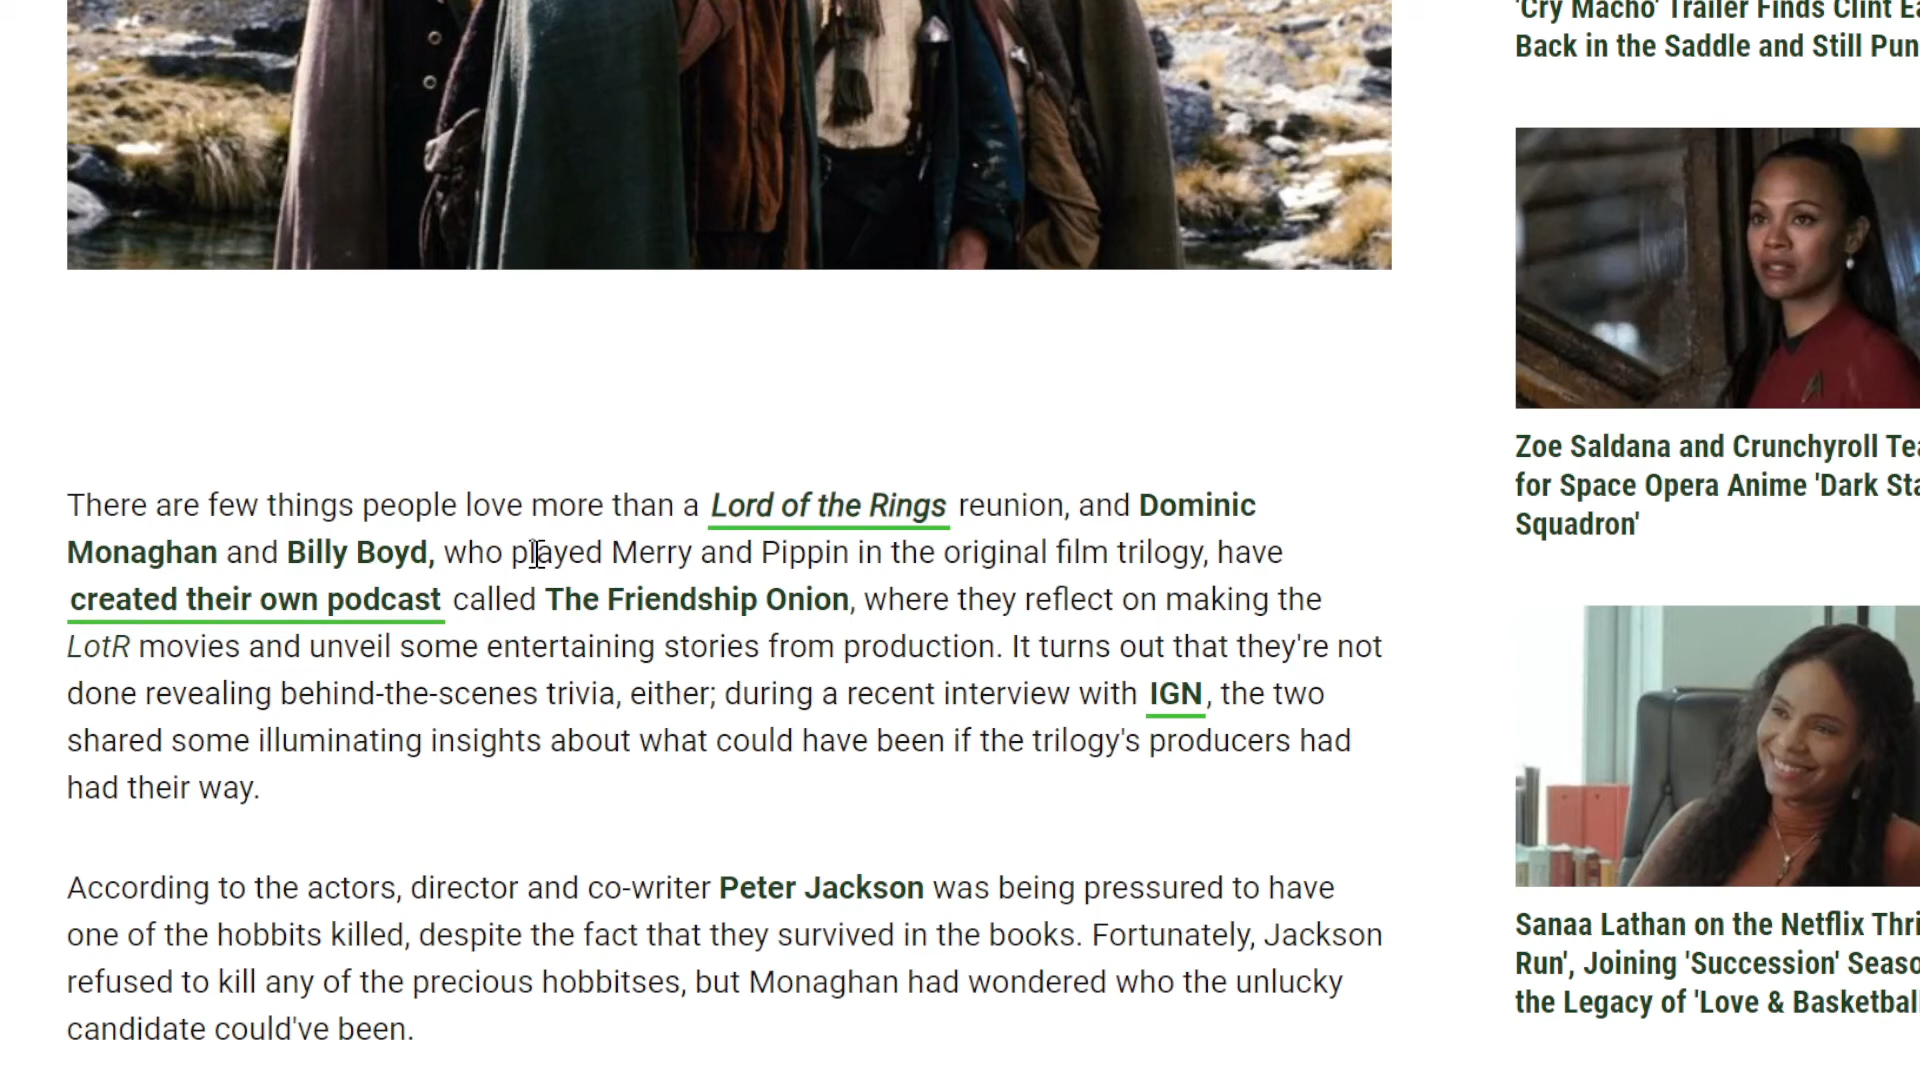 There are few things people love more than a Lord of the Rings reunion, and Dominic
Monaghan and Billy Boyd, who played Merry and Pippin in the original film trilogy, have
created their own podcast called The Friendship Onion, where they reflect on making the
LotR movies and unveil some entertaining stories from production. It turns out that they're not
done revealing behind-the-scenes trivia, either; during a recent interview with IGN, the two
shared some illuminating insights about what could have been if the trilogy's producers had
had their way.
According to the actors, director and co-writer Peter Jackson was being pressured to have
one of the hobbits killed, despite the fact that they survived in the books. Fortunately, Jackson
refused to kill any of the precious hobbitses, but Monaghan had wondered who the unlucky
candidate could've been.
'Cry Macho' Trailer Finds Clint
Back in the Saddle and Still
Zoe Saldana and Crunchyroll
for Space Opera Anime 'Dark
Squadron'
Sanaa Lathan on the Netflix
Run', Joining 'Succession'
the Legacy of 'Love &